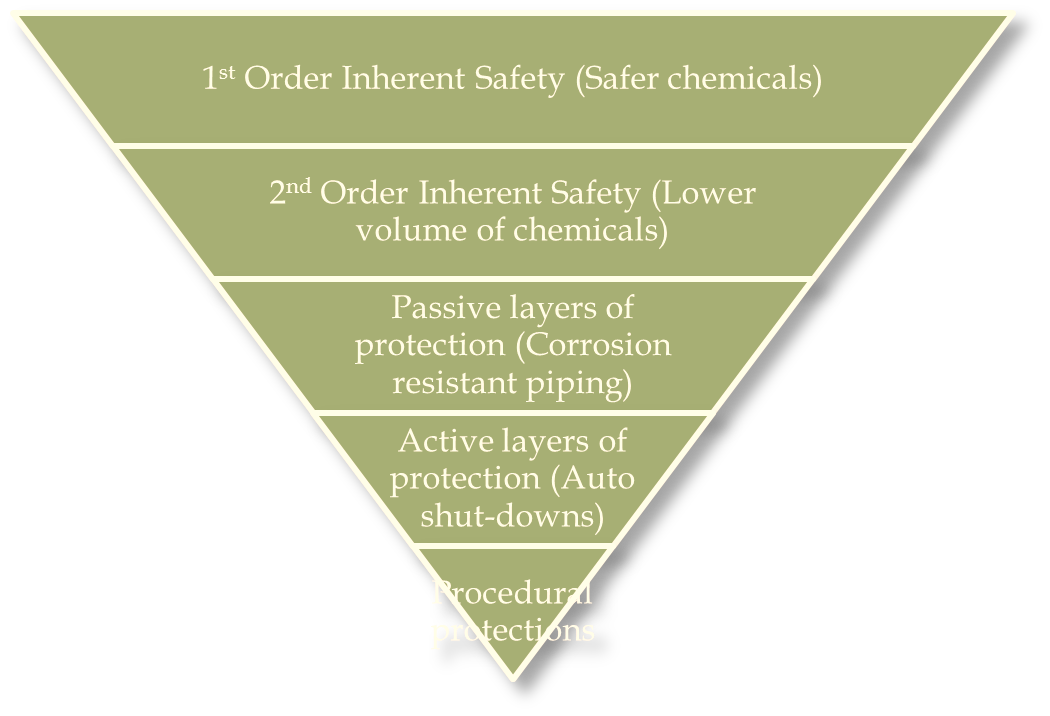 1st Order Inherent Safety (Safer chemicals)
2nd Order Inherent Safety (Lower
volume of chemicals)
Passive layers of
protection (Corrosion
resistant piping)
Active layers of
protection (Auto
shut-downs)
Procedural
protections